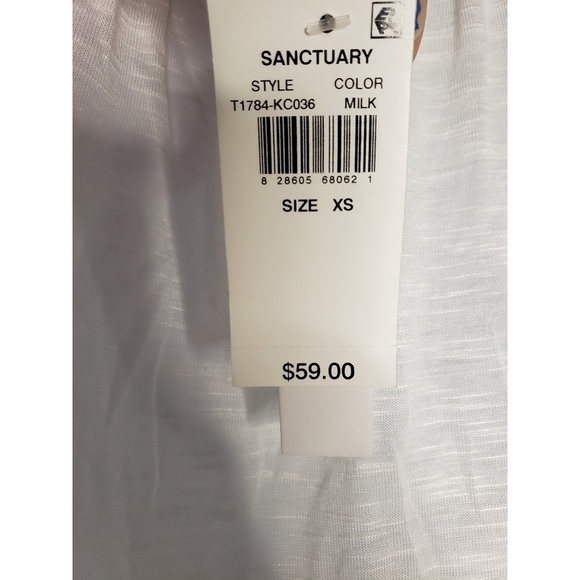 SANCTUARY
STYLE COLOR
T1784-KC036 MILK
8 28605 68062 1
SIZE XS
$59.00